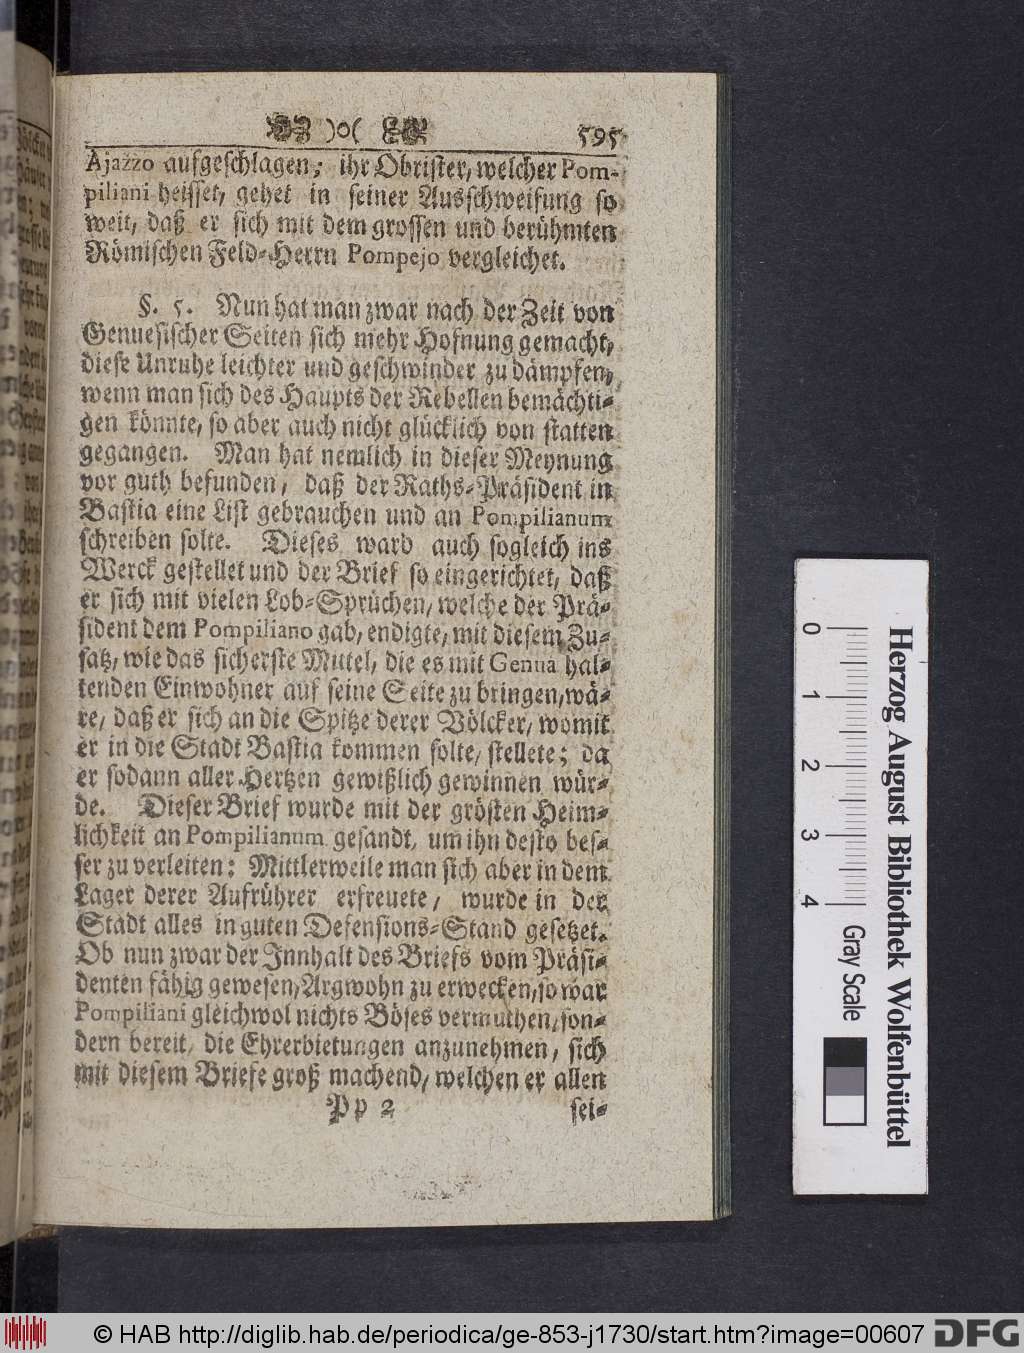 )o( 595
Ajazzo aufgeschlagen; ihr Obrister, welcher Pom-
piliani heisset, gehet in seiner Ausschweifung so
weit, daß er sich mit dem grossen und berühmten
Römischen Feld-Herrn Pompejo vergleichet.
§. 5. Nun hat man zwar nach der Zeit von
Genuesischer Seiten sich mehr Hofnung gemacht,
diese Unruhe leichter und geschwinder zu dämpfen,
wenn man sich des Haupts der Rebellen bemächti-
gen könnte, so aber auch nicht glücklich von statten
gegangen. Man hat nemlich in dieser Meynung
vor guth befunden, daß der Raths-Präsident in
Bastia eine List gebrauchen und an Pompilianum
schreiben solte. Dieses ward auch sogleich ins
Werck gestellet und der Brief so eingerichtet, daß
er sich mit vielen Lob-Sprüchen, welche der Prä-
sident dem Pompiliano gab, endigte, mit diesem Zu-
satz, wie das sicherste Mittel, die es mit Genua hal-
tenden Einwohner auf seine Seite zu bringen, wä-
re, daß er sich an die Spitze derer Völcker, womit
er in die Stadt Bastia kommen solte, stellete; da
er sodann aller Hertzen gewißlich gewinnen wür-
de. Dieser Brief wurde mit der grösten Heim-
lichkeit an Pompilianum gesandt, um ihn desto bes-
ser zu verleiten: Mittlerweile man sich aber in dem
Lager derer Aufrührer erfreuete, wurde in der
Stadt alles in guten Defensions-Stand gesetzet.
Ob nun zwar der Innhalt des Briefs vom Präsi-
denten fähig gewesen, Argwohn zu erwecken, so war
Pompiliani gleichwol nichts Böses vermuthen, son-
dern bereit, die Ehrerbietungen anzunehmen, sich
mit diesem Briefe groß machend, welchen er allen
Pp 2 sei-
0 1 2 3 4 Gray Scale
Herzog August Bibliothek Wolfenbüttel
© HAB http://diglib.hab.de/periodica/ge-853-j1730/start.htm?image=00607 DFG